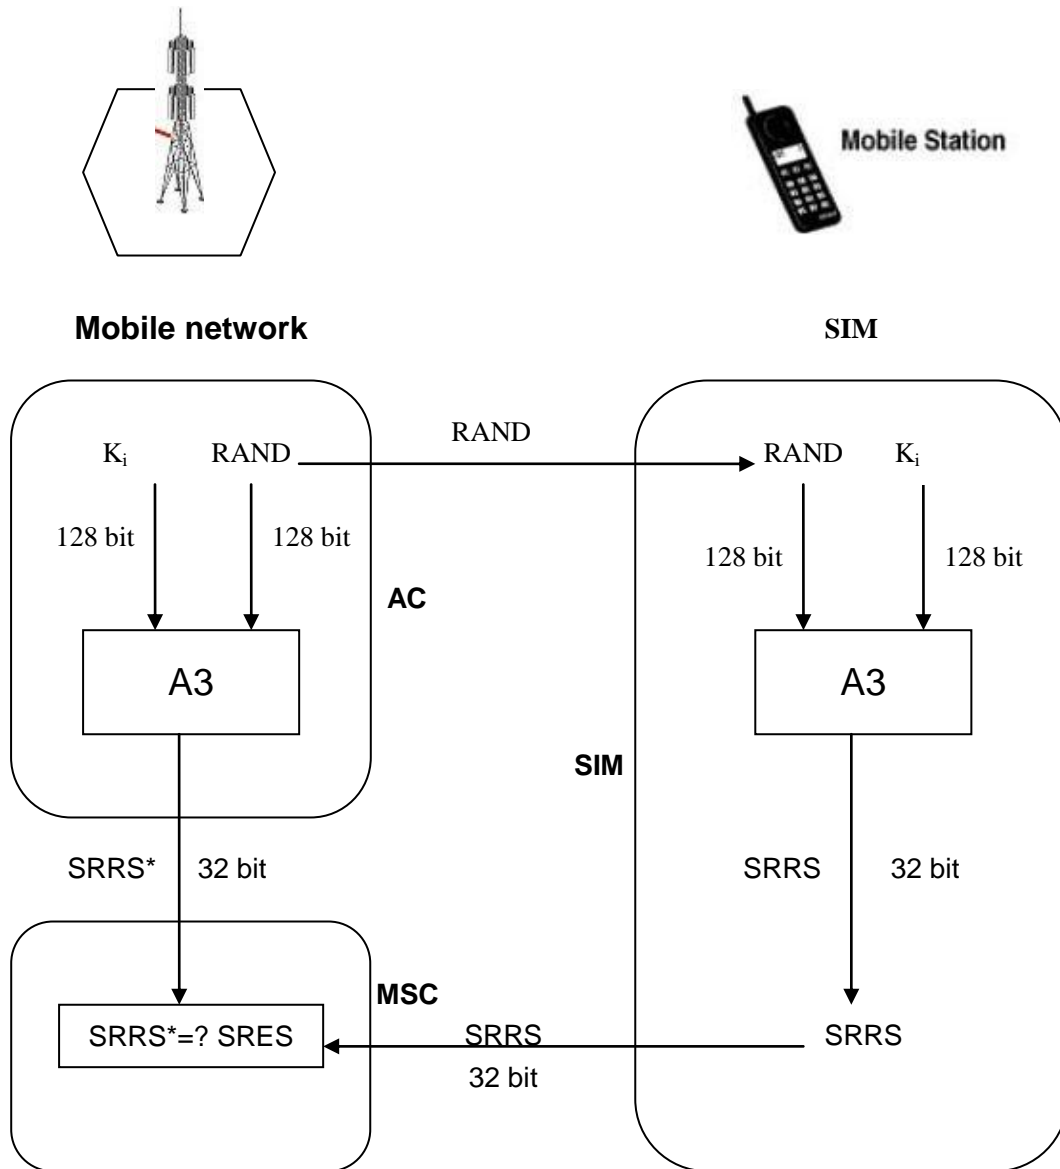 Mobile Station
Mobile network
SIM
Ki
RAND
RAND
RAND
Ki
128 bit
128 bit
128 bit
128 bit
AC
A3
A3
SIM
SRRS*
32 bit
SRRS
32 bit
MSC
SRRS*=? SRES
SRRS
32 bit
SRRS